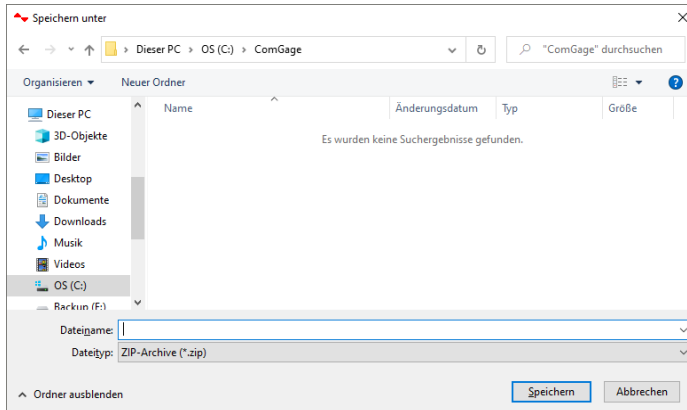 Speichern unter
Dieser PC > OS (C:) > ComGage
"ComGage" durchsuchen
Organisieren
Neuer Ordner
?
Dieser PC
3D-Objekte
Bilder
Desktop
Dokumente
Downloads
Musik
Videos
OS (C:)
Backup (F:)
Name Änderungsdatum Typ Größe
Es wurden keine Suchergebnisse gefunden.
Dateiname:
Dateityp: ZIP-Archive (*.zip)
Ordner ausblenden
Speichern Abbrechen